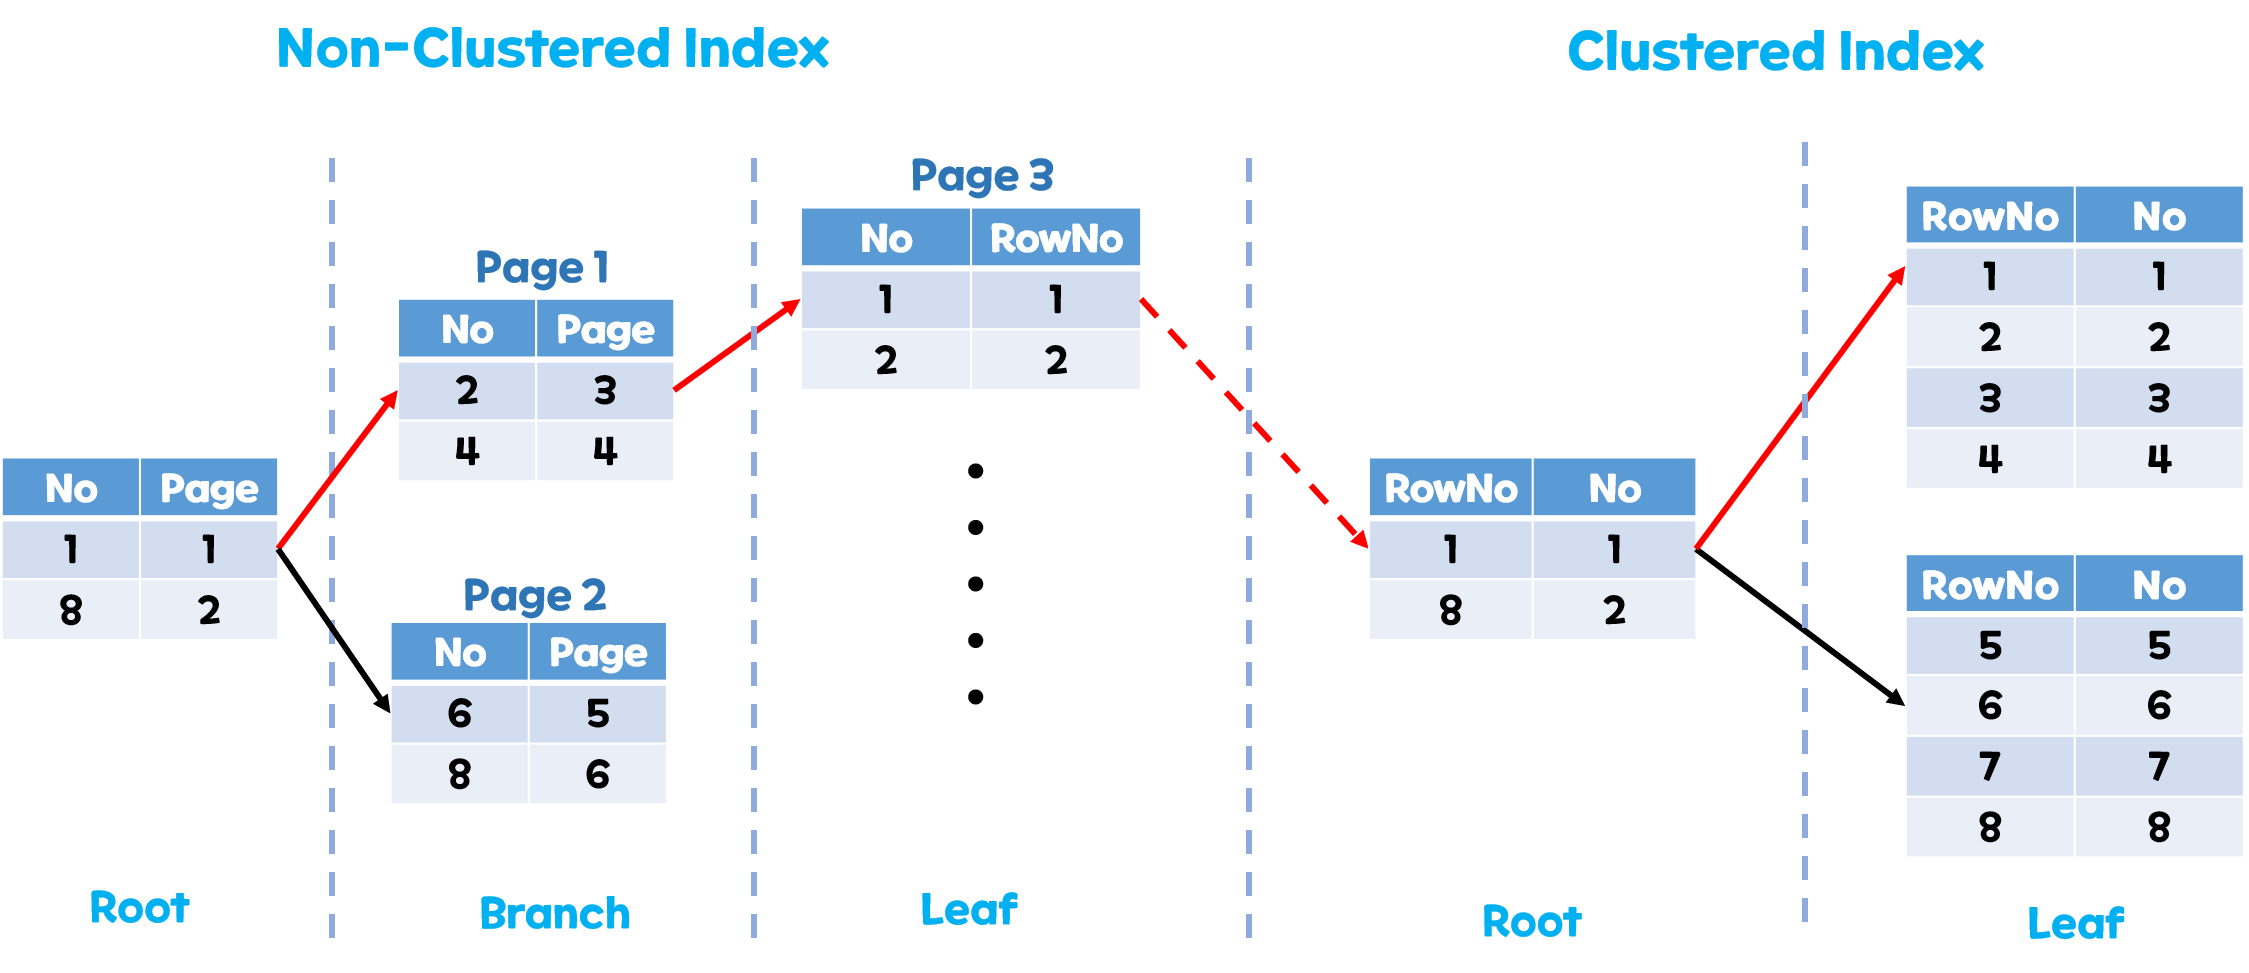 Non-Clustered Index
Clustered Index
No Page
1 1
8 2
Root
Page 1
No Page
2 3
4 4
Page 2
No Page
6 5
8 6
Branch
Page 3
No RowNo
1 1
2 2
Leaf
RowNo No
1 1
8 2
Root
RowNo No
1 1
2 2
3 3
4 4
RowNo No
5 5
6 6
7 7
8 8
Leaf